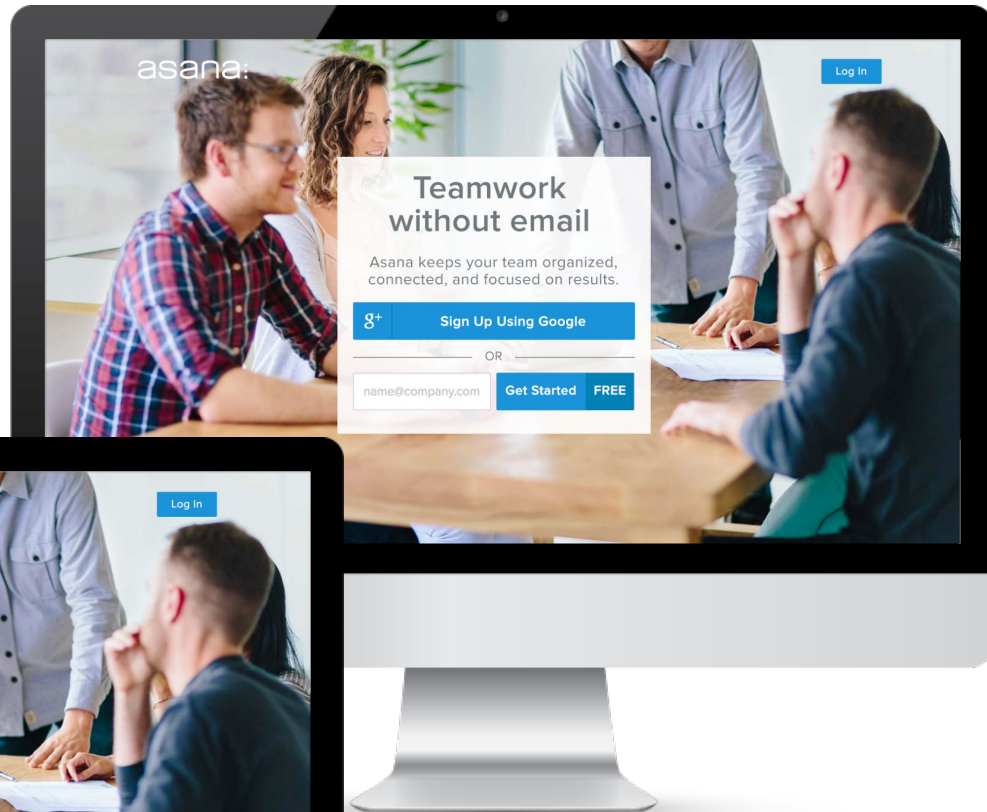 asana:
Log In
Teamwork
without email
Asana keeps your team organized,
connected, and focused on results.
g+
Sign Up Using Google
OR
name@company.com
Get Started FREE
Log In